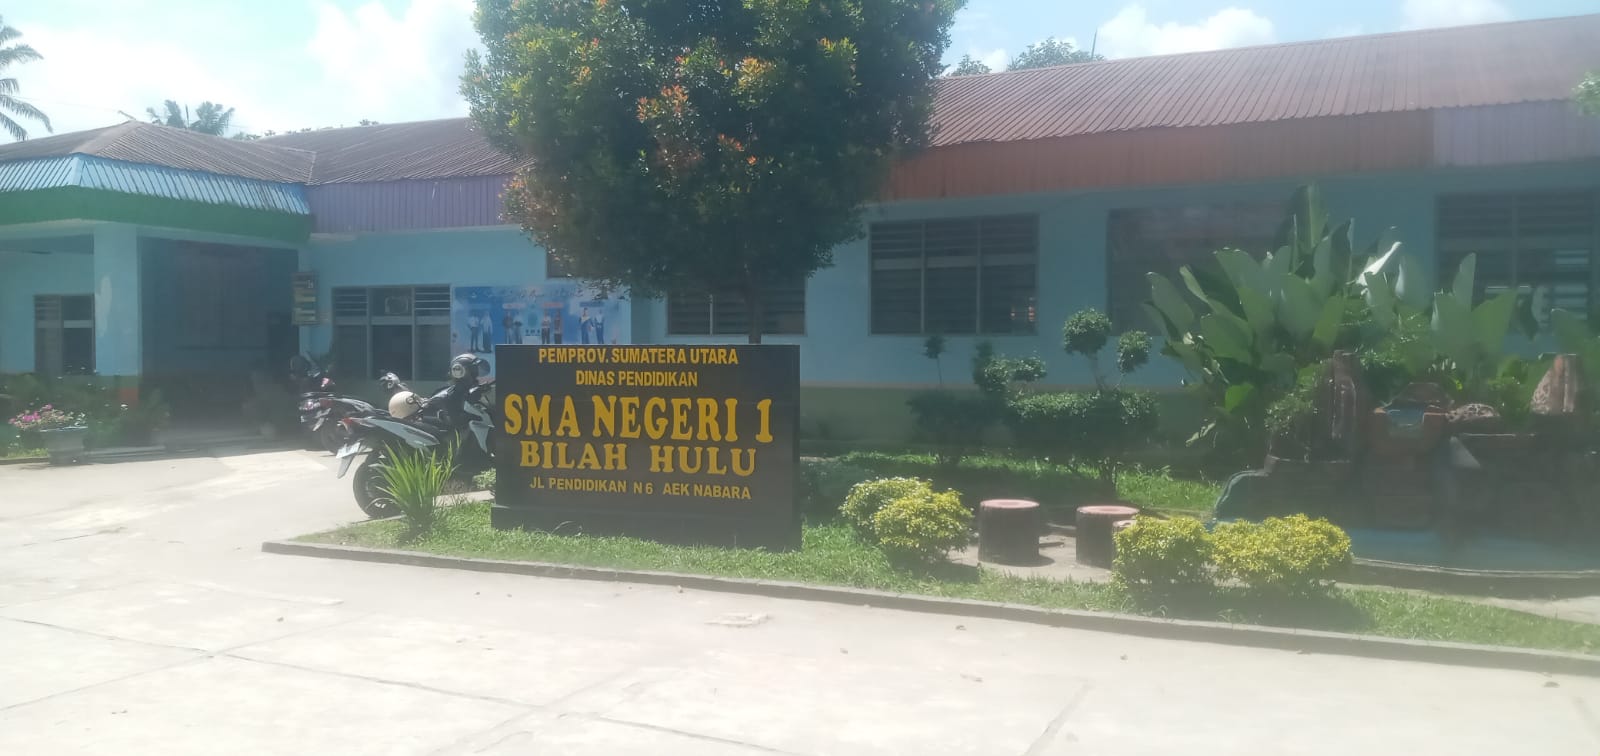 PEMPROV. SUMATERA UTARA
DINAS PENDIDIKAN
SMA NEGERI 1
BILAH HULU
JL PENDIDIKAN N 6 AEK NABARA